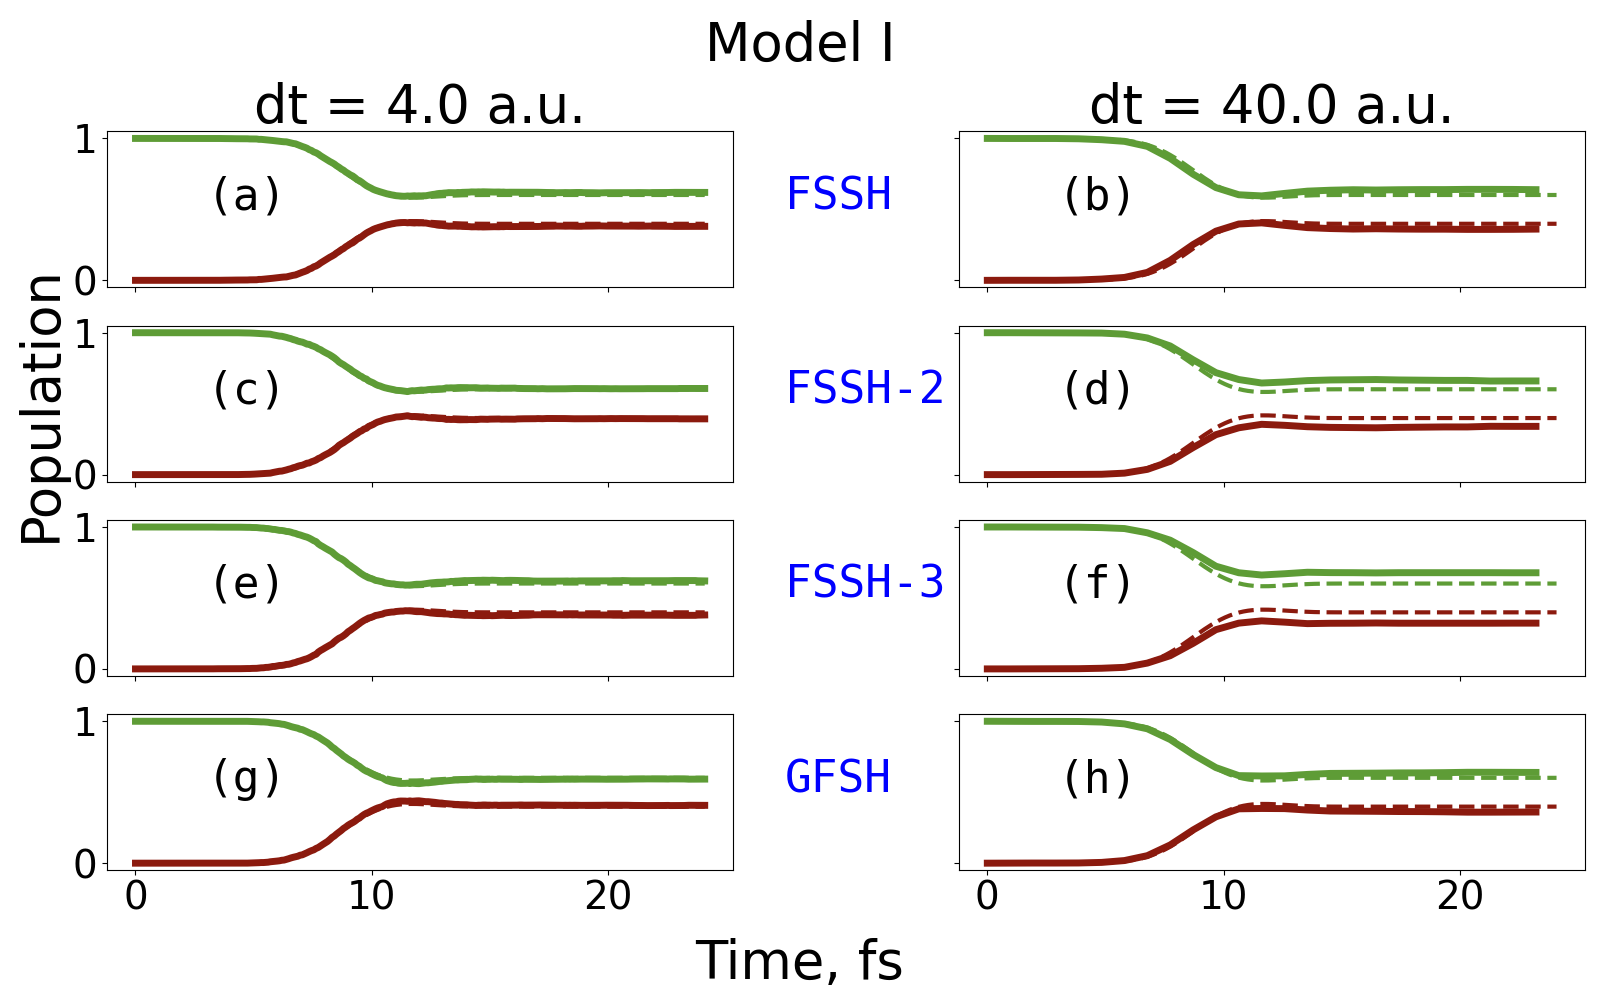 Model I
dt = 4.0 a.u.
dt = 40.0 a.u.
Population
1
0
(a)
FSSH
(b)
1
0
(c)
FSSH-2
(d)
1
0
(e)
FSSH-3
(f)
1
0
(g)
GFSH
(h)
0 10 20
0 10 20
Time, fs